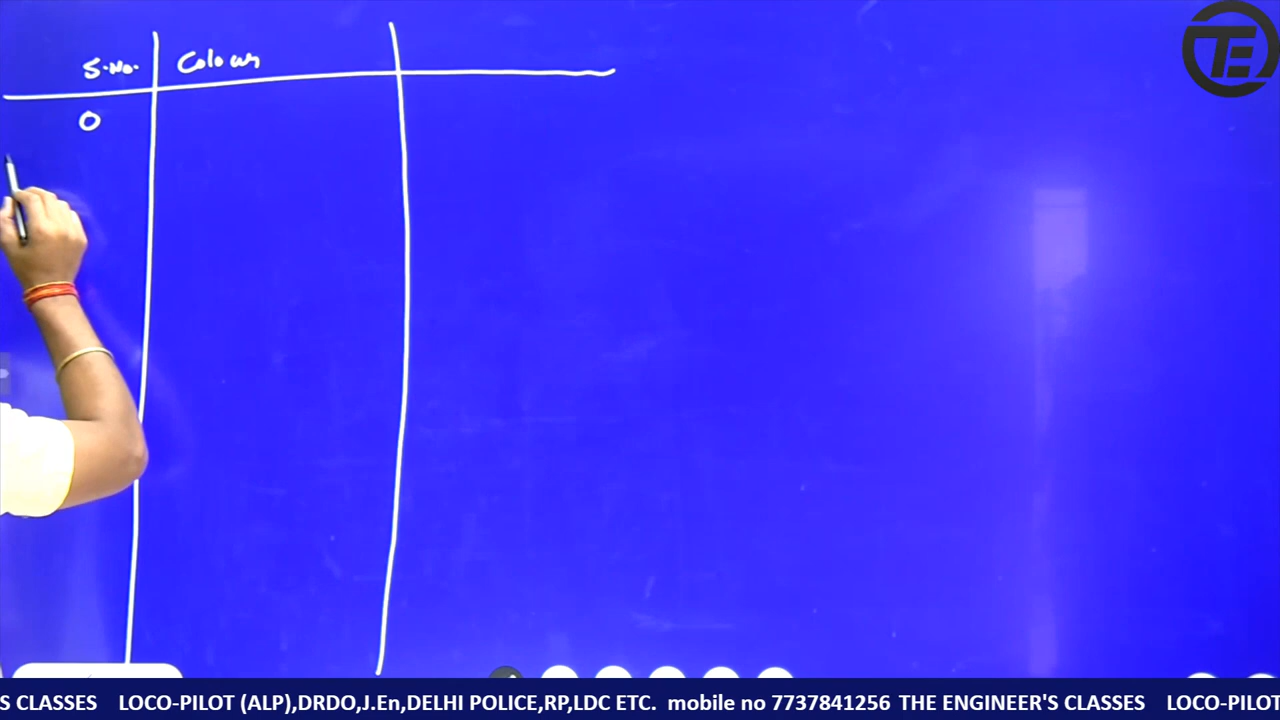 S.No. Colour
0
TE
S CLASSES LOCO-PILOT (ALP),DRDO,J.En,DELHI POLICE,RP,LDC ETC. mobile no 7737841256 THE ENGINEER'S CLASSES LOCO-PILOT